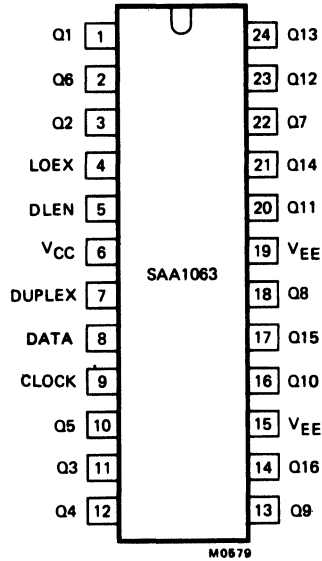 Q1 1 24 Q13
Q6 2 23 Q12
Q2 3 22 Q7
LOEX 4 21 Q14
DLEN 5 20 Q11
VCC 6 19 VEE
SAA1063
DUPLEX 7 18 Q8
DATA 8 17 Q15
CLOCK 9 16 Q10
Q5 10 15 VEE
Q3 11 14 Q16
Q4 12 13 Q9
M0579